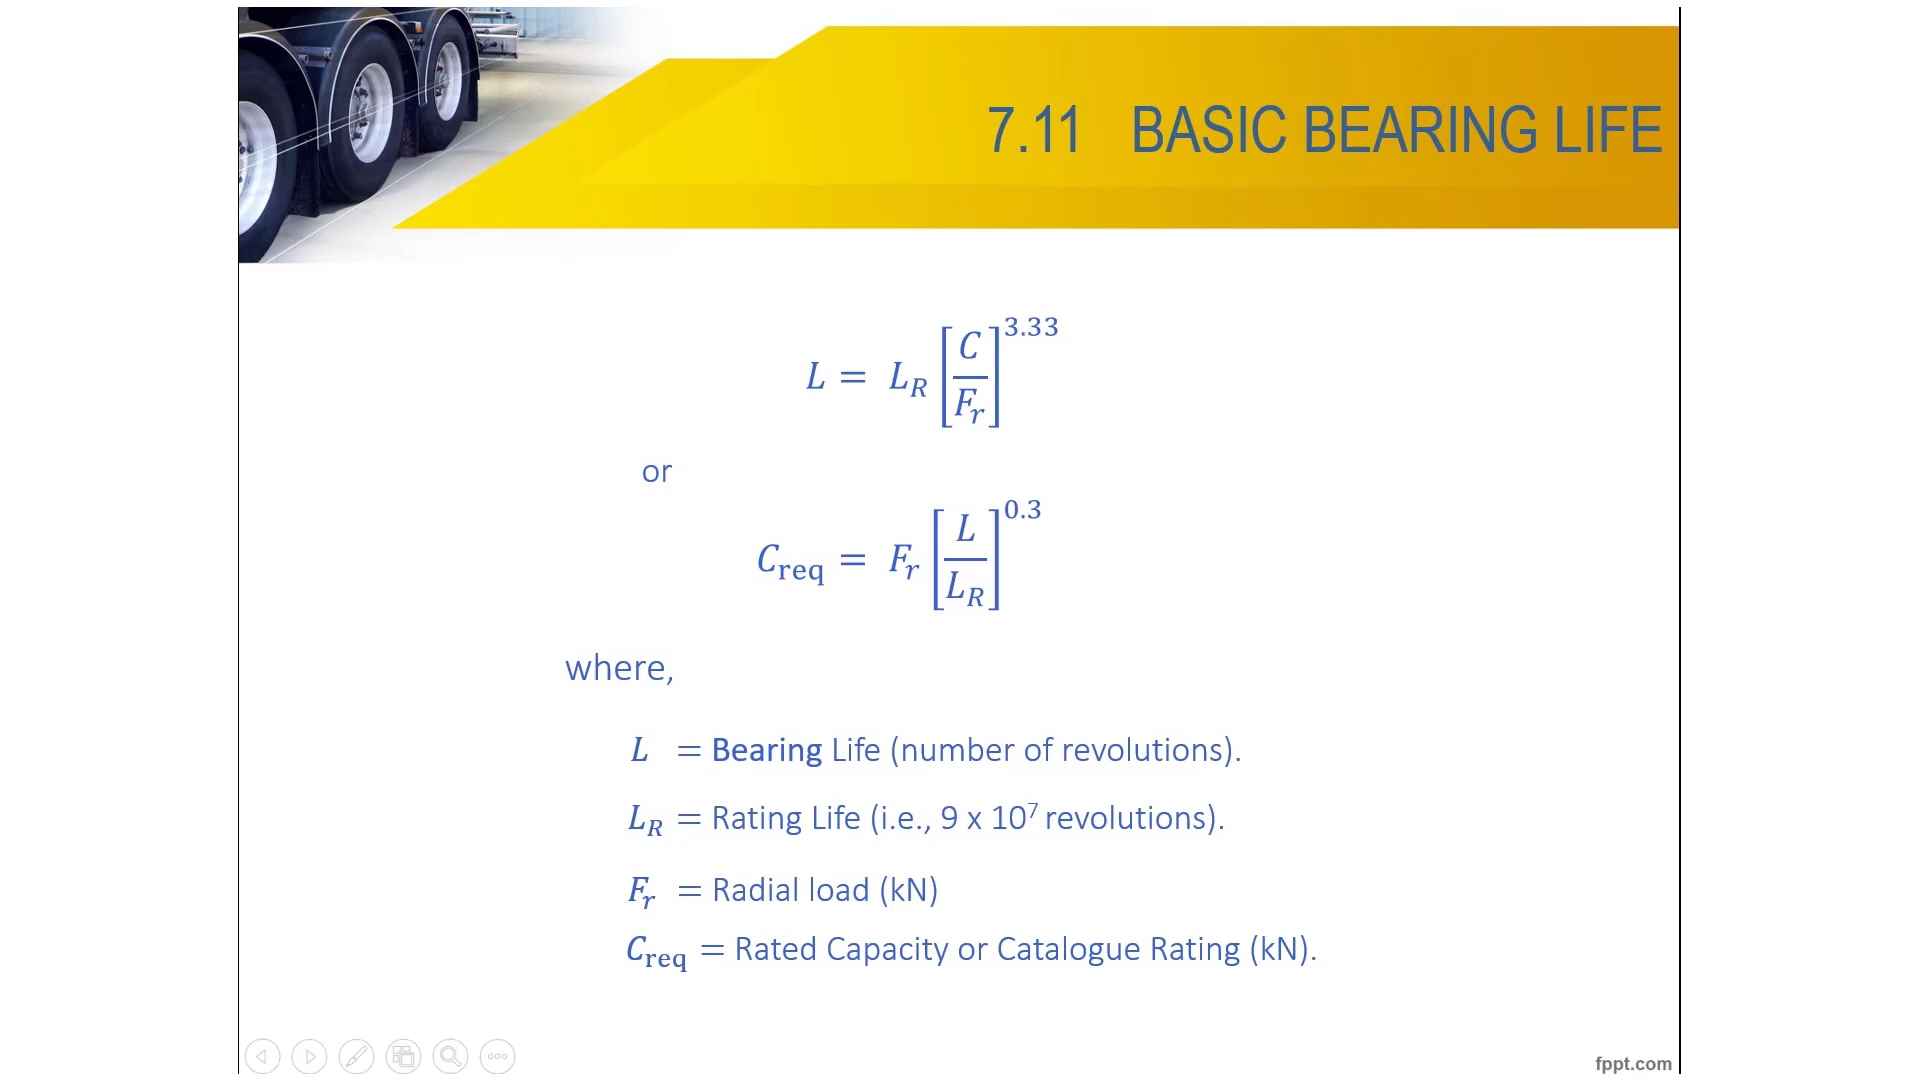 7.11 BASIC BEARING LIFE
L = L_R [C/F_r]^3.33
or
C_req = F_r [L/L_R]^0.3
where,
L = Bearing Life (number of revolutions).
L_R = Rating Life (i.e., 9 x 10^7 revolutions).
F_r = Radial load (kN)
C_req = Rated Capacity or Catalogue Rating (kN).
fppt.com